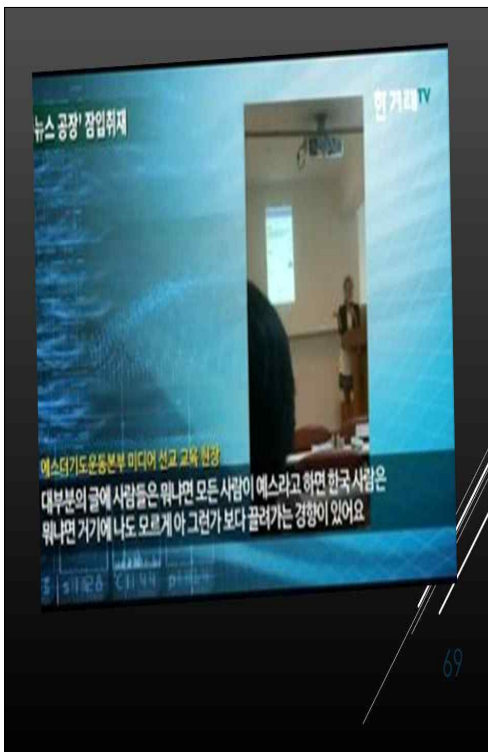 뉴스 공장' 잠입취재
한겨레TV
에스더기도운동본부 미디어 선교 교육 현장
대부분의 글에 사람들은 뭐냐면 모든 사람이 예스라고 하면 한국 사람은
뭐냐면 거기에 나도 모르게 아 그런가 보다 끌려가는 경향이 있어요
69